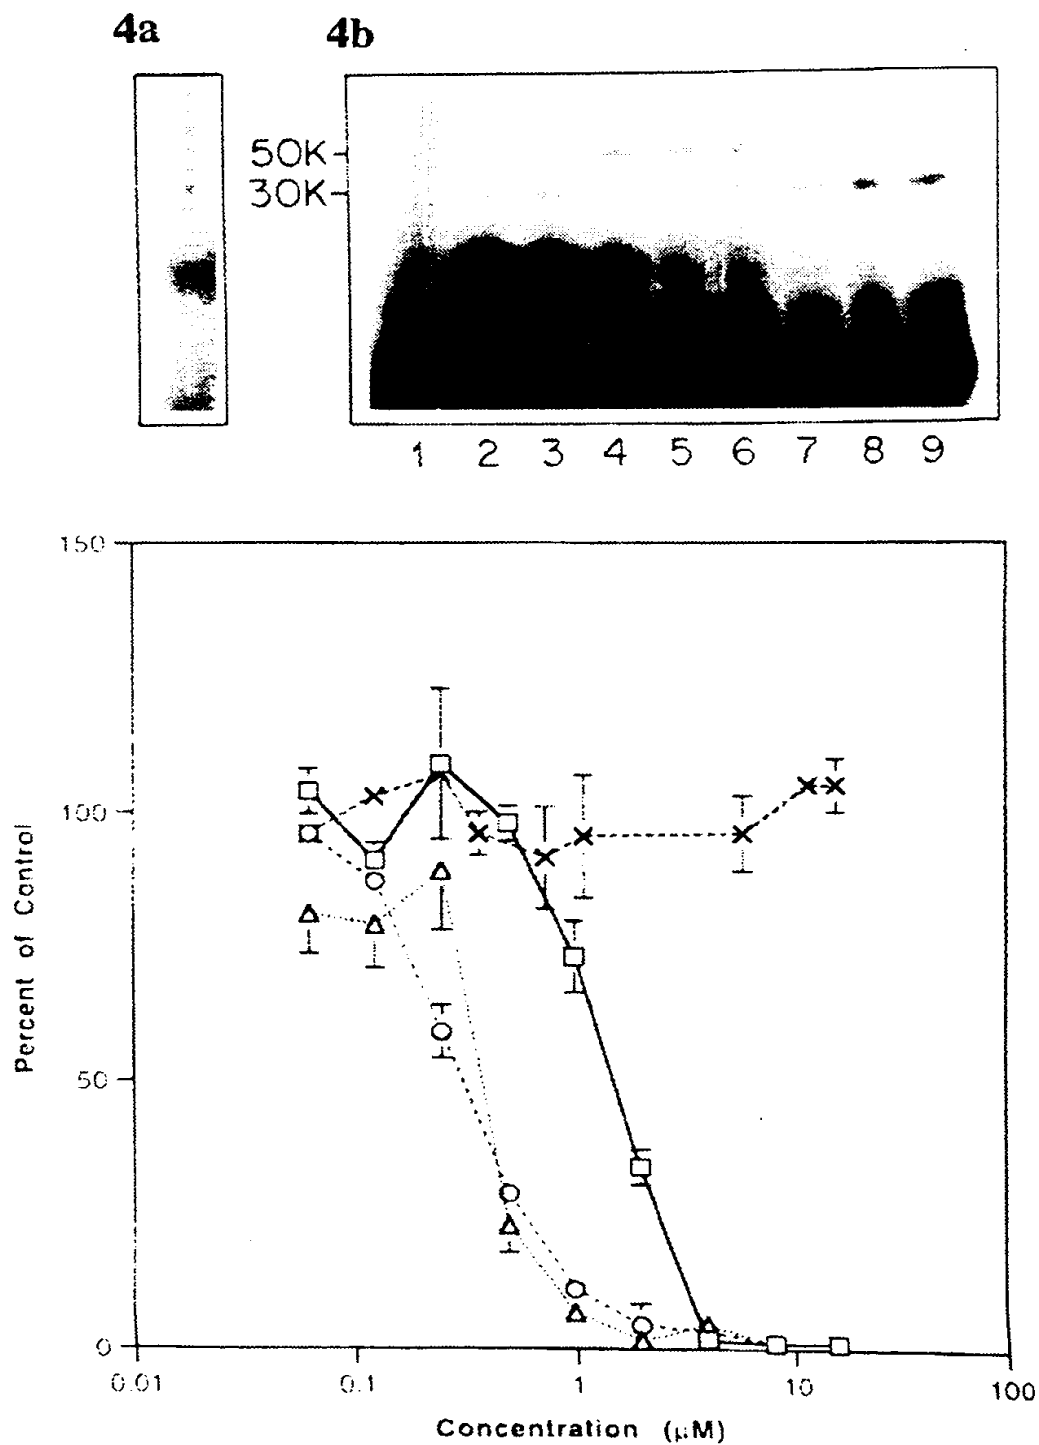 4a 4b
50K
30K
1 2 3 4 5 6 7 8 9
150
100
50
0
0.01 0.1 1 10 100
Percent of Control
Concentration (μM)